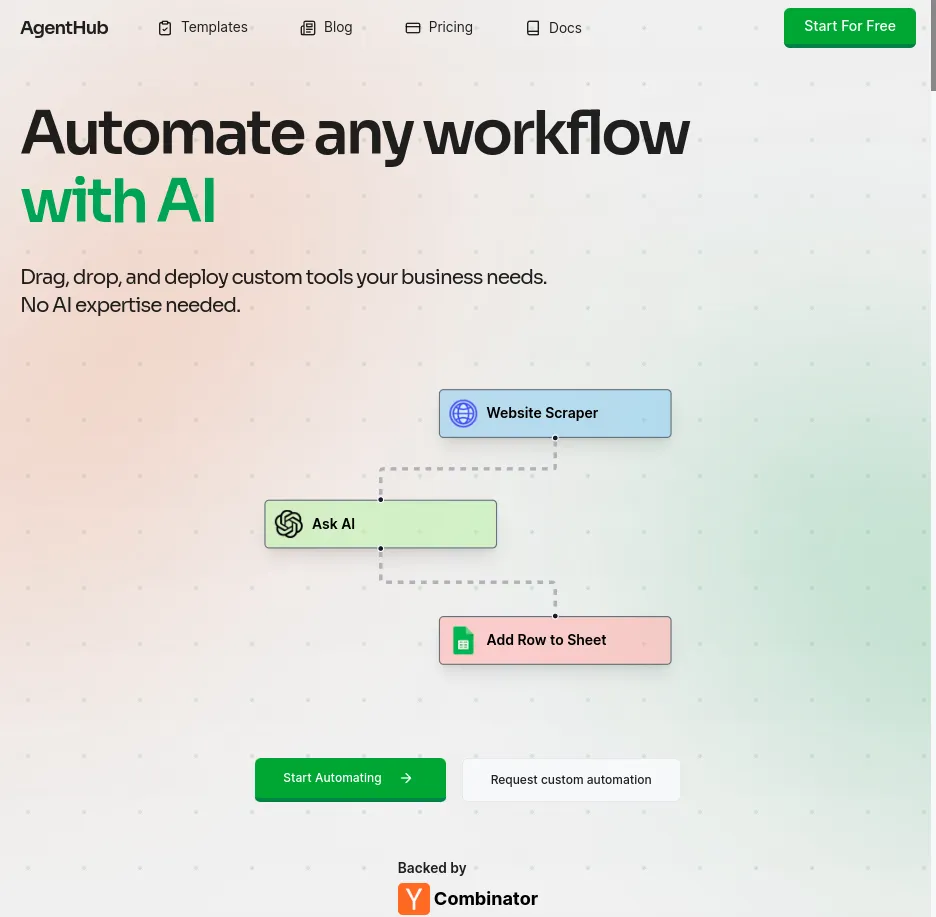 AgentHub
Templates
Blog
Pricing
Docs
Start For Free
Automate any workflow
with AI
Drag, drop, and deploy custom tools your business needs.
No AI expertise needed.
Website Scraper
Ask AI
Add Row to Sheet
Start Automating
Request custom automation
Backed by
Y Combinator